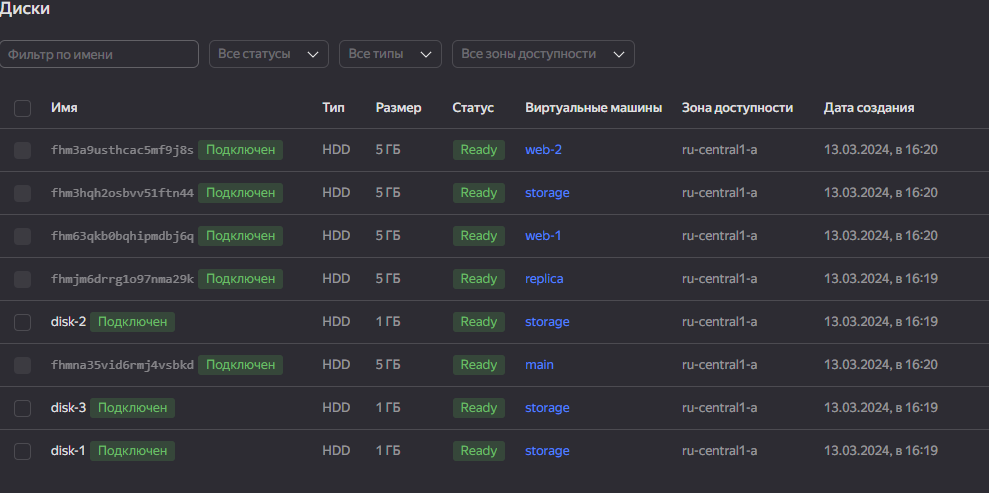 Диски
Фильтр по имени Все статусы Все типы Все зоны доступности
Имя Тип Размер Статус Виртуальные машины Зона доступности Дата создания
fhm3a9usthcac5mf9j8s Подключен HDD 5 ГБ Ready web-2 ru-central1-a 13.03.2024, в 16:20
fhm3hqh2osbvv51ftn44 Подключен HDD 5 ГБ Ready storage ru-central1-a 13.03.2024, в 16:20
fhm63qkb0bqhipmdbj6q Подключен HDD 5 ГБ Ready web-1 ru-central1-a 13.03.2024, в 16:20
fhmjm6drrg1o97nma29k Подключен HDD 5 ГБ Ready replica ru-central1-a 13.03.2024, в 16:19
disk-2 Подключен HDD 1 ГБ Ready storage ru-central1-a 13.03.2024, в 16:19
fhmna35vid6rmj4vsbkd Подключен HDD 5 ГБ Ready main ru-central1-a 13.03.2024, в 16:20
disk-3 Подключен HDD 1 ГБ Ready storage ru-central1-a 13.03.2024, в 16:19
disk-1 Подключен HDD 1 ГБ Ready storage ru-central1-a 13.03.2024, в 16:19